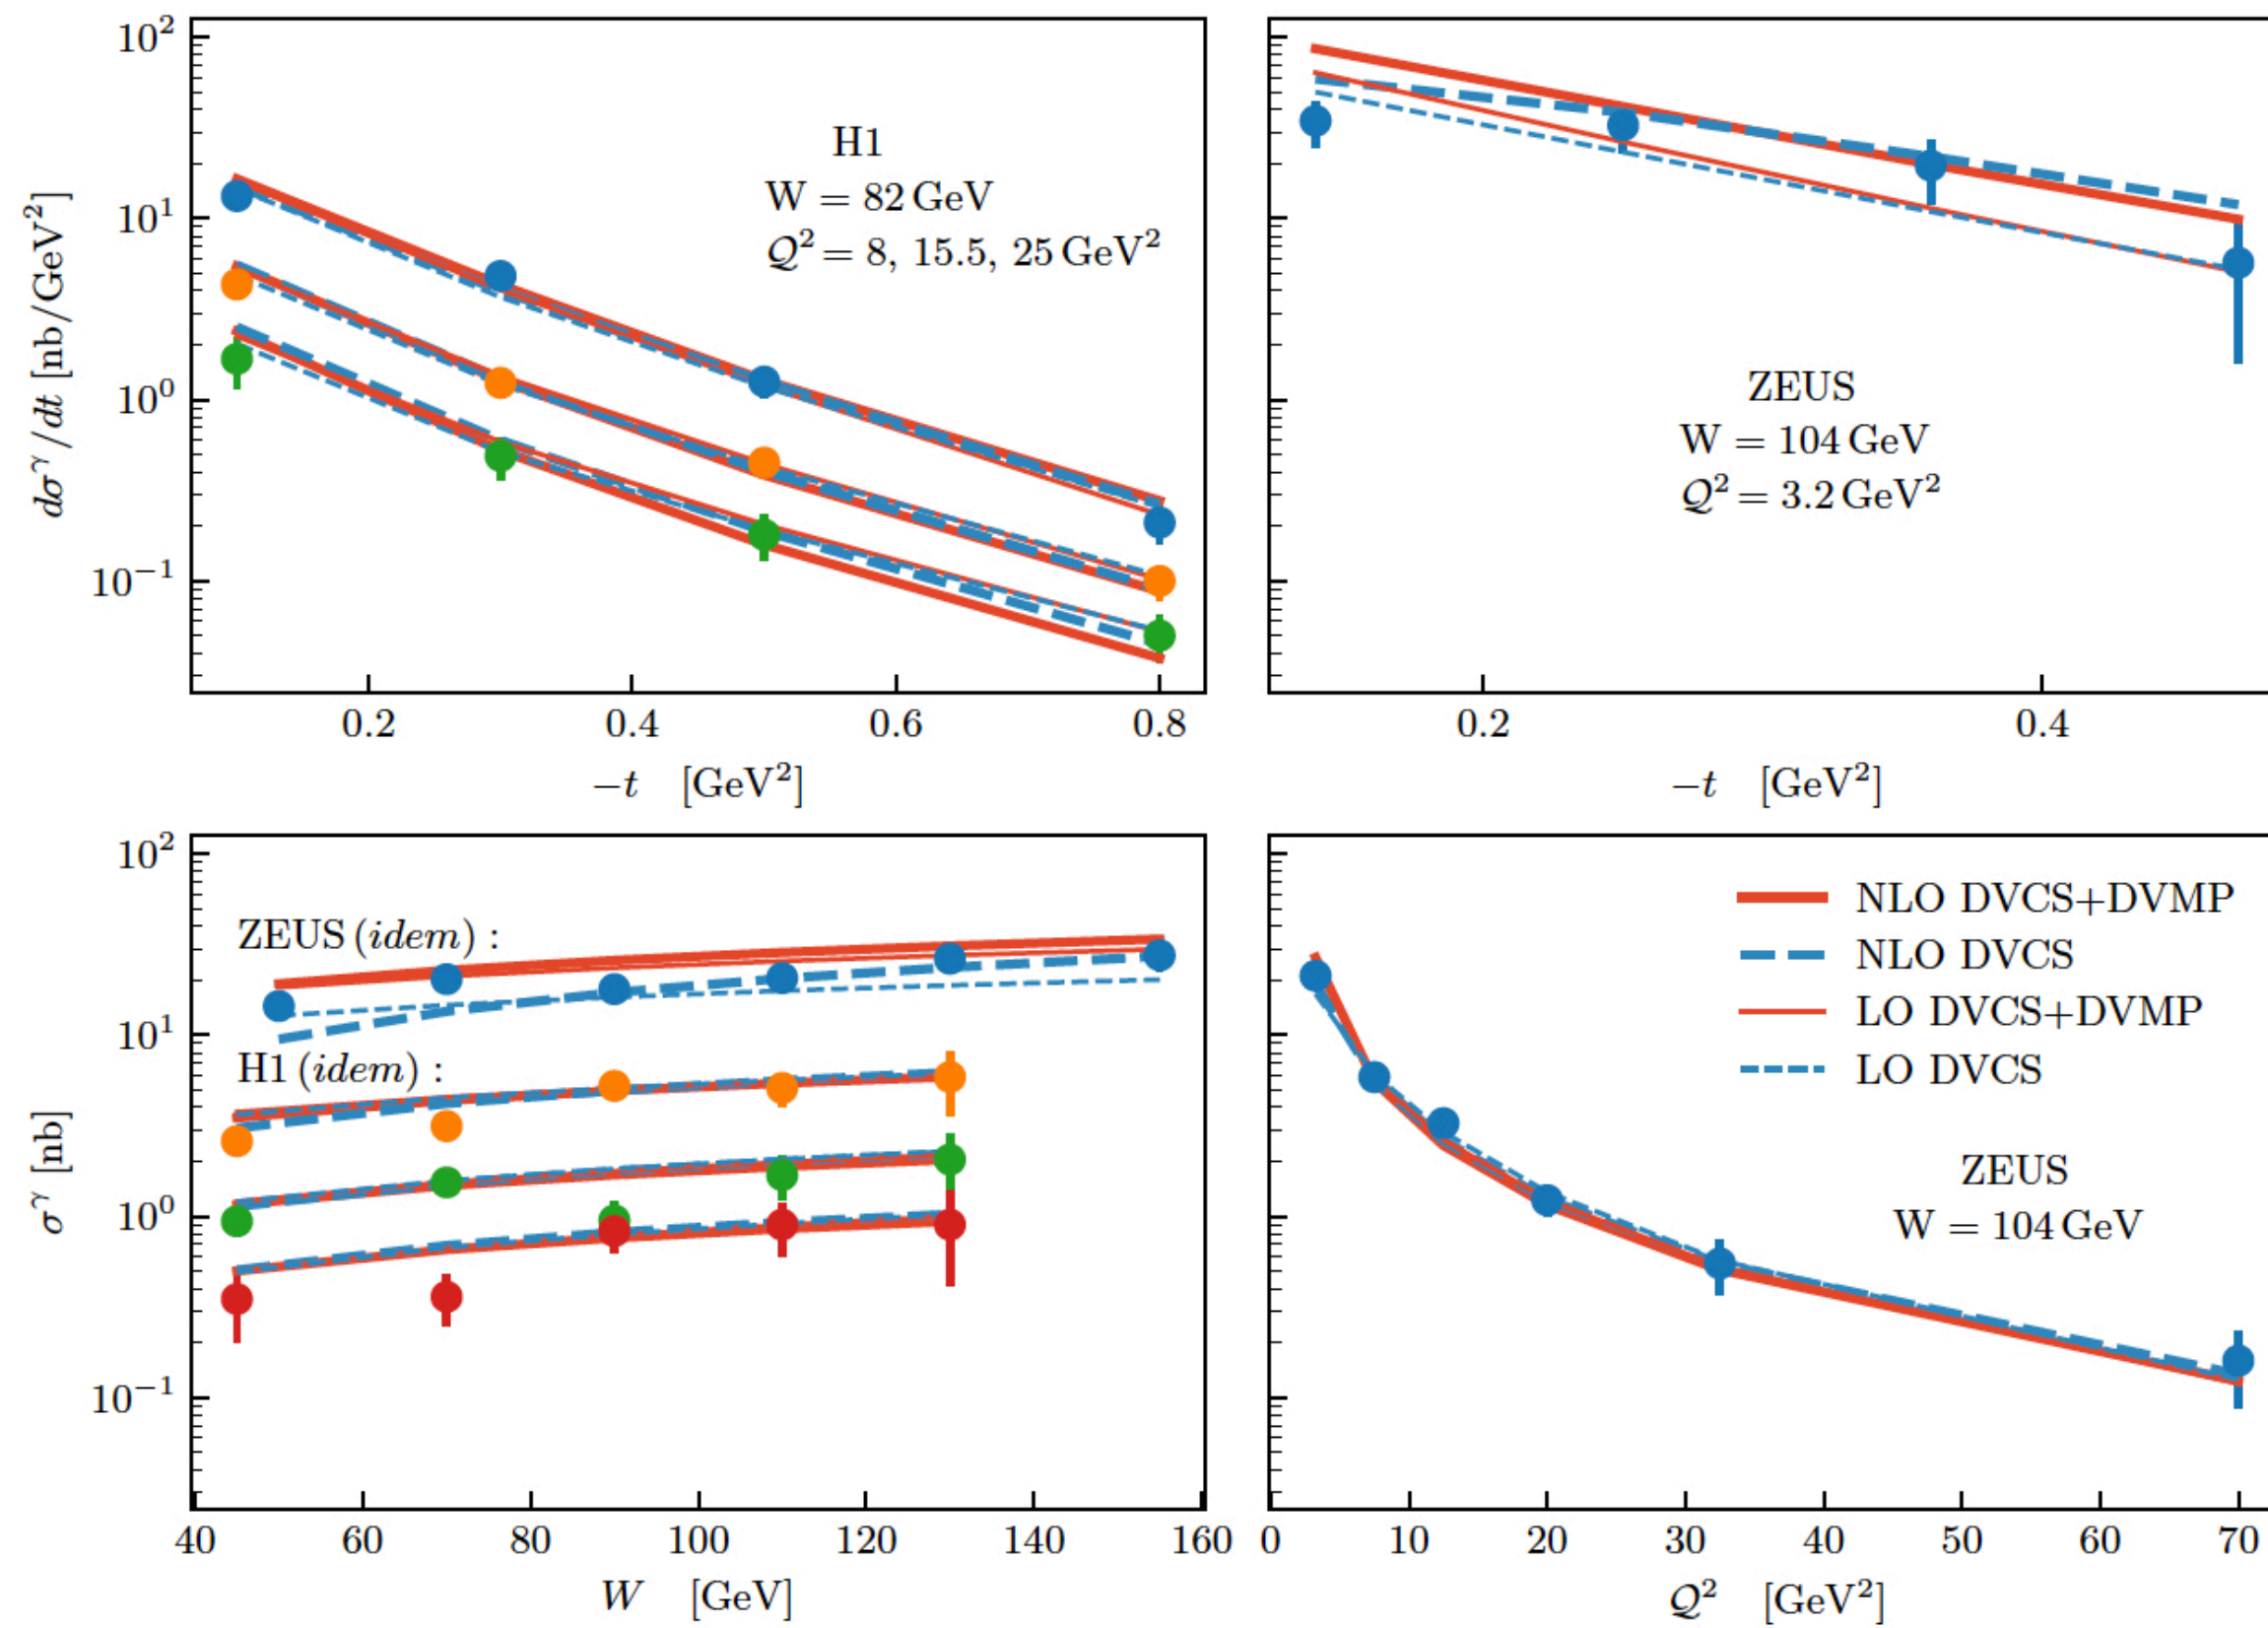 10²
10¹
10⁰
10⁻¹
dσ^γ/dt [nb/GeV²]
H1
W = 82 GeV
𝒬² = 8, 15.5, 25 GeV²
0.2 0.4 0.6 0.8
−t [GeV²]
ZEUS
W = 104 GeV
𝒬² = 3.2 GeV²
0.2 0.4
−t [GeV²]
10²
10¹
10⁰
10⁻¹
σ^γ [nb]
ZEUS (idem) :
H1 (idem) :
40 60 80 100 120 140 160
W [GeV]
NLO DVCS+DVMP
NLO DVCS
LO DVCS+DVMP
LO DVCS
ZEUS
W = 104 GeV
0 10 20 30 40 50 60 70
𝒬² [GeV²]